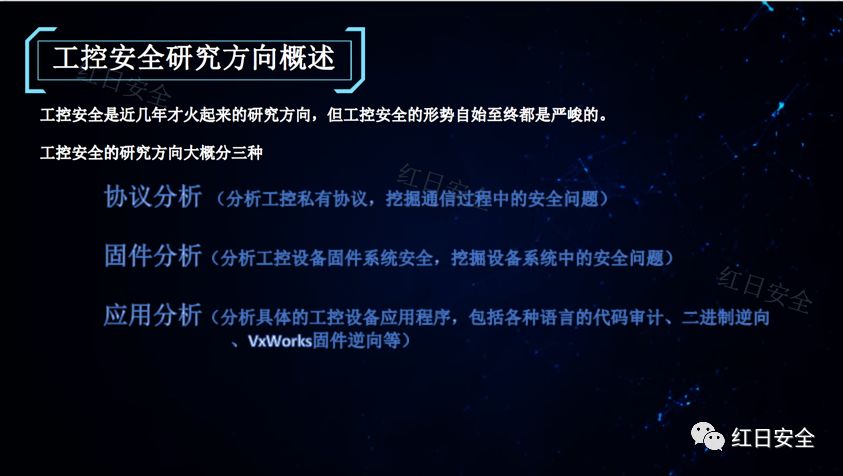 工控安全研究方向概述
工控安全是近几年才火起来的研究方向，但工控安全的形势自始至终都是严峻的。
工控安全的研究方向大概分三种
协议分析（分析工控私有协议，挖掘通信过程中的安全问题）
固件分析（分析工控设备固件系统安全，挖掘设备系统中的安全问题）
应用分析（分析具体的工控设备应用程序，包括各种语言的代码审计、二进制逆向
、VxWorks固件逆向等）
红日安全
红日安全
红日安全
红日安全